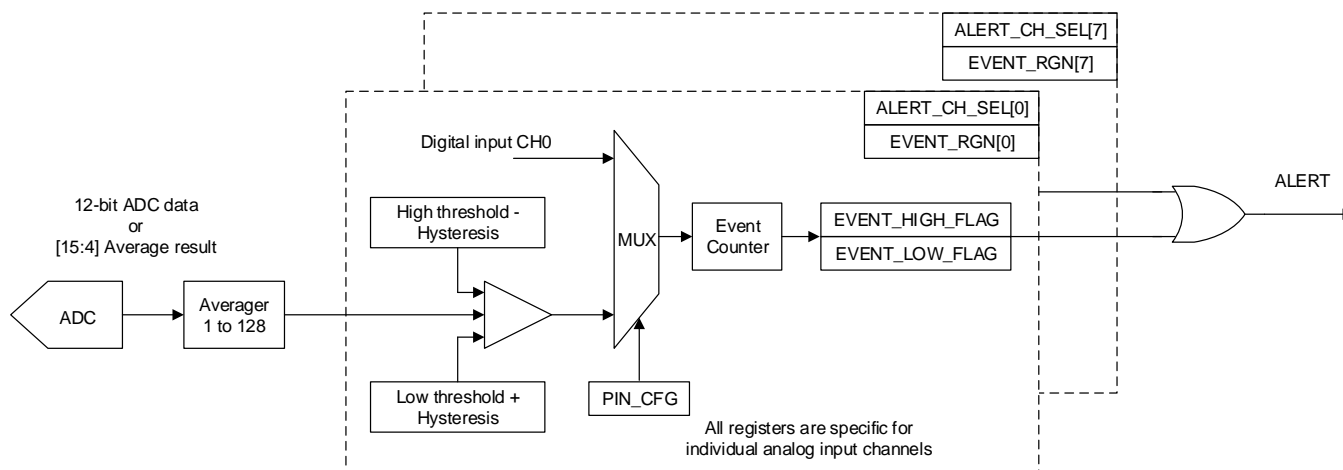 ALERT_CH_SEL[7]
EVENT_RGN[7]
ALERT_CH_SEL[0]
EVENT_RGN[0]
Digital input CH0
ALERT
12-bit ADC data
or
[15:4] Average result
High threshold -
Hysteresis
MUX
Event
Counter
EVENT_HIGH_FLAG
EVENT_LOW_FLAG
ADC
Averager
1 to 128
Low threshold +
Hysteresis
PIN_CFG
All registers are specific for
individual analog input channels